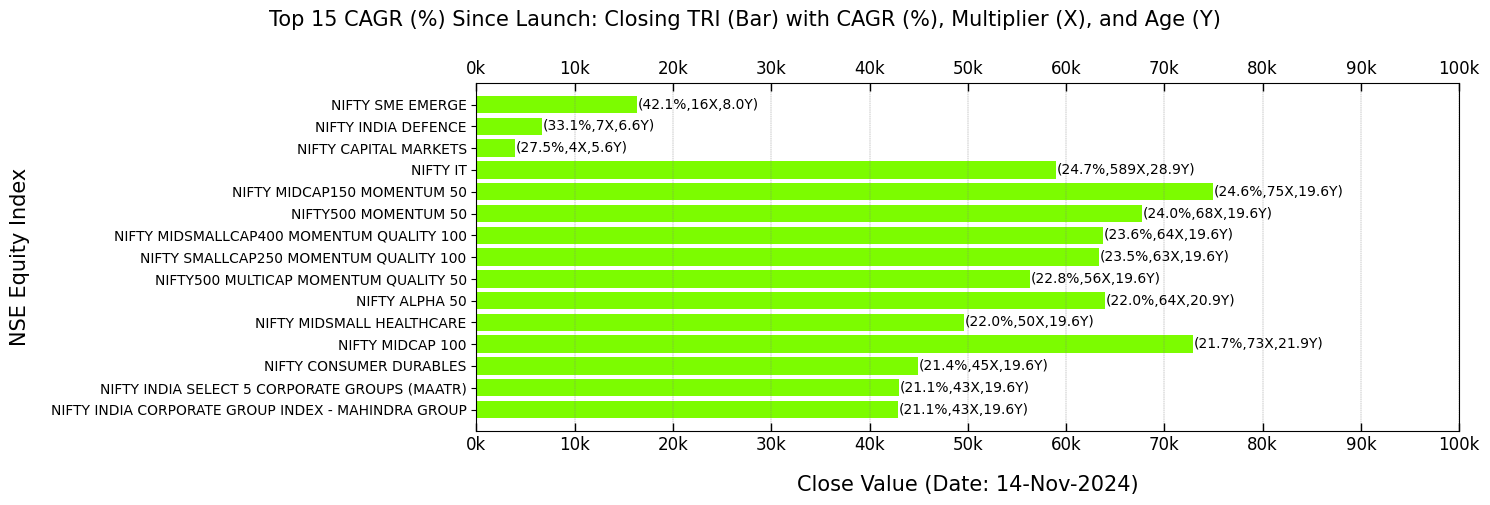 Top 15 CAGR (%) Since Launch: Closing TRI (Bar) with CAGR (%), Multiplier (X), and Age (Y)
0k 10k 20k 30k 40k 50k 60k 70k 80k 90k 100k
NSE Equity Index
NIFTY SME EMERGE (42.1%,16X,8.0Y)
NIFTY INDIA DEFENCE (33.1%,7X,6.6Y)
NIFTY CAPITAL MARKETS (27.5%,4X,5.6Y)
NIFTY IT (24.7%,589X,28.9Y)
NIFTY MIDCAP150 MOMENTUM 50 (24.6%,75X,19.6Y)
NIFTY500 MOMENTUM 50 (24.0%,68X,19.6Y)
NIFTY MIDSMALLCAP400 MOMENTUM QUALITY 100 (23.6%,64X,19.6Y)
NIFTY SMALLCAP250 MOMENTUM QUALITY 100 (23.5%,63X,19.6Y)
NIFTY500 MULTICAP MOMENTUM QUALITY 50 (22.8%,56X,19.6Y)
NIFTY ALPHA 50 (22.0%,64X,20.9Y)
NIFTY MIDSMALL HEALTHCARE (22.0%,50X,19.6Y)
NIFTY MIDCAP 100 (21.7%,73X,21.9Y)
NIFTY CONSUMER DURABLES (21.4%,45X,19.6Y)
NIFTY INDIA SELECT 5 CORPORATE GROUPS (MAATR) (21.1%,43X,19.6Y)
NIFTY INDIA CORPORATE GROUP INDEX - MAHINDRA GROUP (21.1%,43X,19.6Y)
0k 10k 20k 30k 40k 50k 60k 70k 80k 90k 100k
Close Value (Date: 14-Nov-2024)